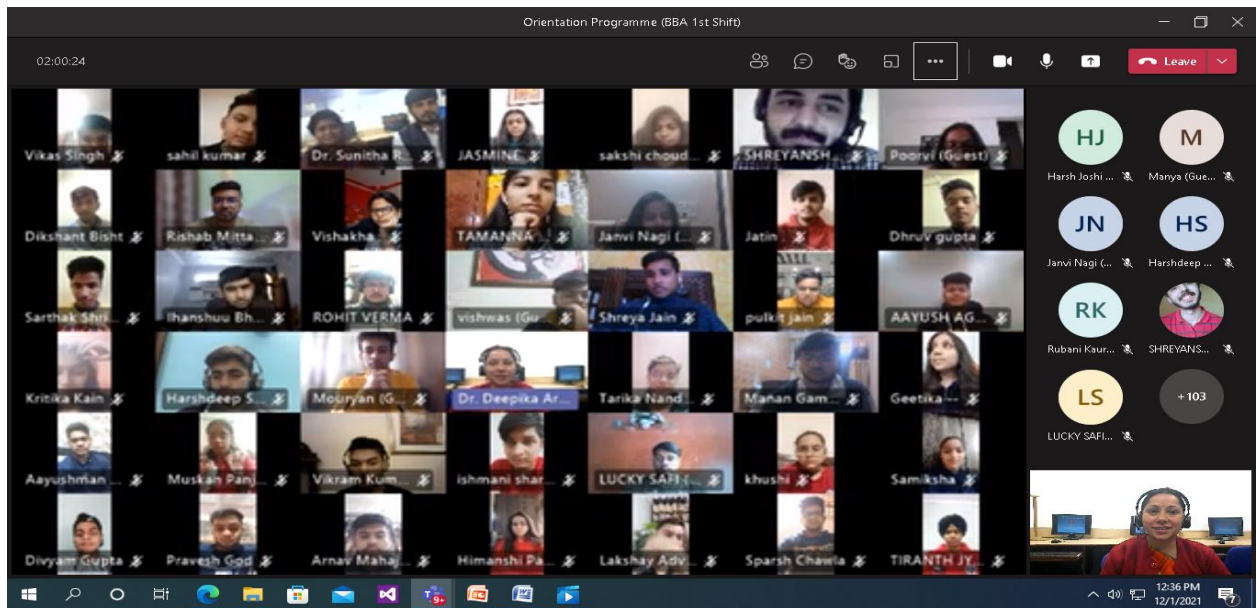 Orientation Programme (BBA 1st Shift)
02:00:24
Leave
Vikas Singh sahil kumar Dr. Sunitha R... JASMINE sakshi choud... SHREYANSH... Poorvi (Guest)
HJ M
Harsh Joshi ... Manya (Gue...
Dikshant Bisht Rishab Mitta... Vishakha TAMANNA Janvi Nagi (... Jatin Dhruv gupta
JN HS
Janvi Nagi (... Harshdeep ...
Sarthak Shri... Ihanshuu Bh... ROHIT VERMA vishwas (Gu... Shreya Jain pulkit jain AAYUSH AG...
RK
Rubani Kaur... SHREYANS...
Kritika Kain Harshdeep S... Mouryan (G... Dr. Deepika Ar... Tarika Nand... Manan Gam... Geetika
LS +103
LUCKY SAFI...
Aayushman ... Muskan Panj... Vikram Kum... ishmani shar... LUCKY SAFI (... khushi Samiksha
Divyam Gupta Pravesh God... Arnav Mahaj... Himanshi Pa... Lakshay Adv... Sparsh Chawla TIRANTH JY...
9+
12:36 PM
12/1/2021
7